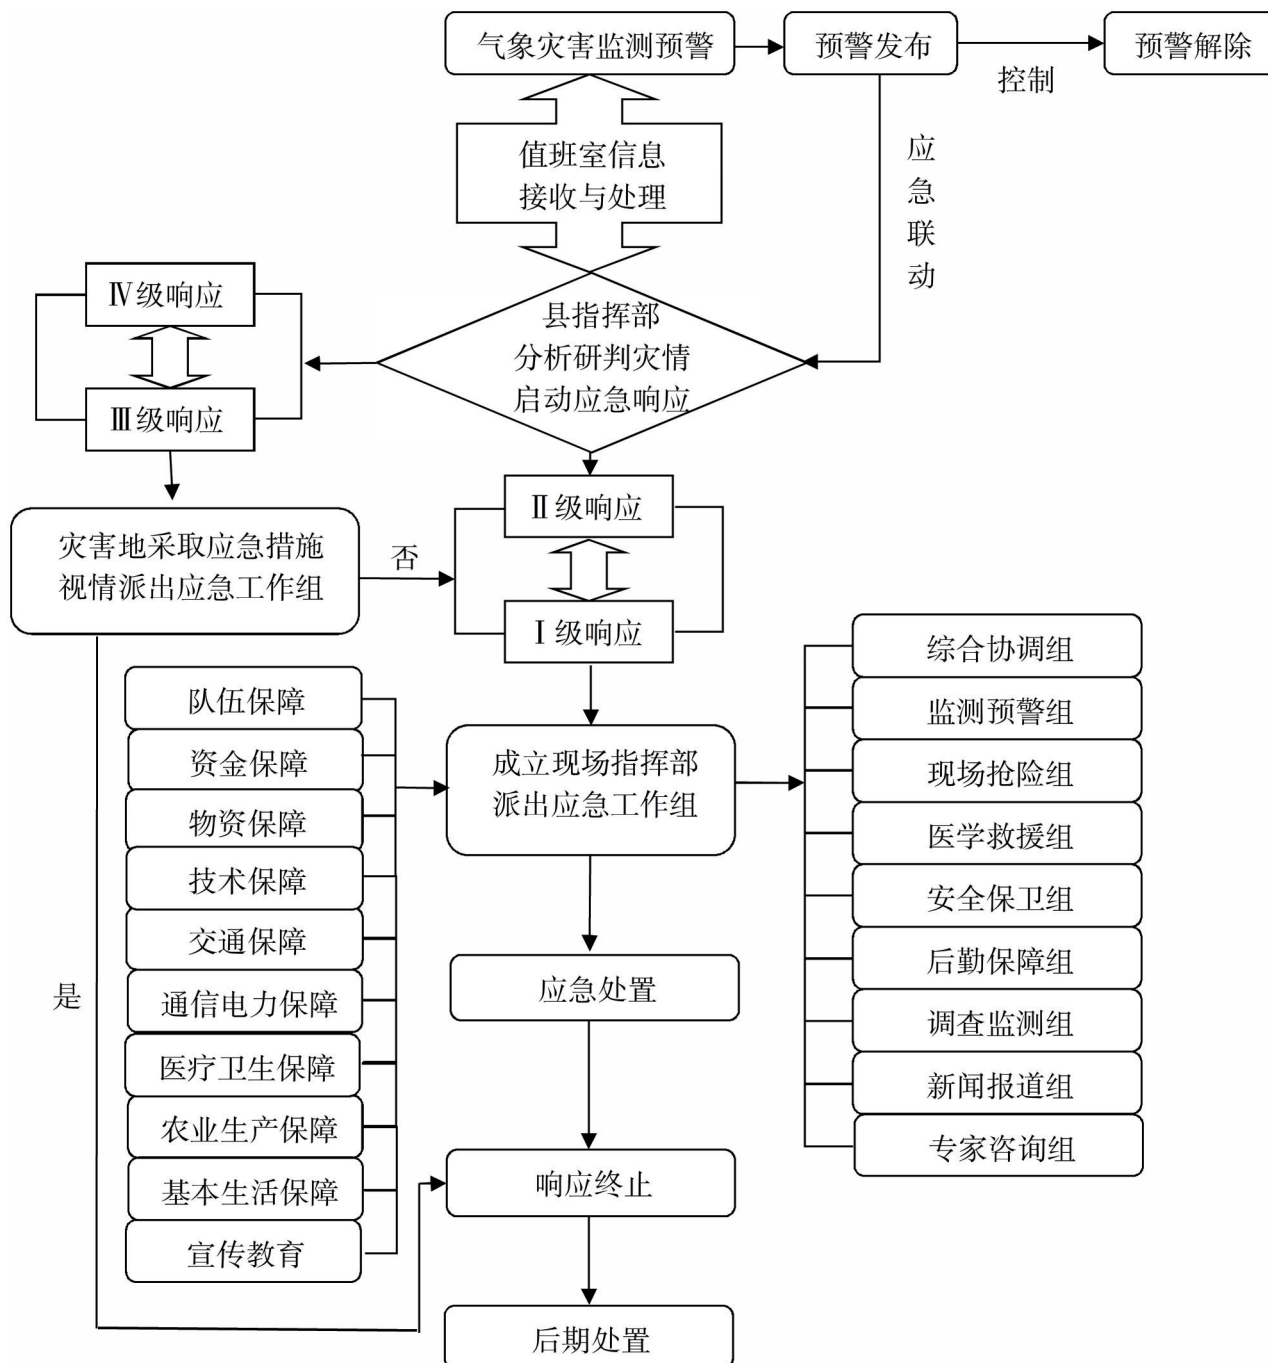 气象灾害监测预警
预警发布
预警解除
控制
值班室信息
接收与处理
应急联动
Ⅳ级响应
县指挥部
分析研判灾情
启动应急响应
Ⅲ级响应
Ⅱ级响应
灾害地采取应急措施
视情派出应急工作组
否
Ⅰ级响应
队伍保障
资金保障
物资保障
技术保障
交通保障
通信电力保障
医疗卫生保障
农业生产保障
基本生活保障
宣传教育
是
成立现场指挥部
派出应急工作组
综合协调组
监测预警组
现场抢险组
医学救援组
安全保卫组
后勤保障组
调查监测组
新闻报道组
专家咨询组
应急处置
响应终止
后期处置